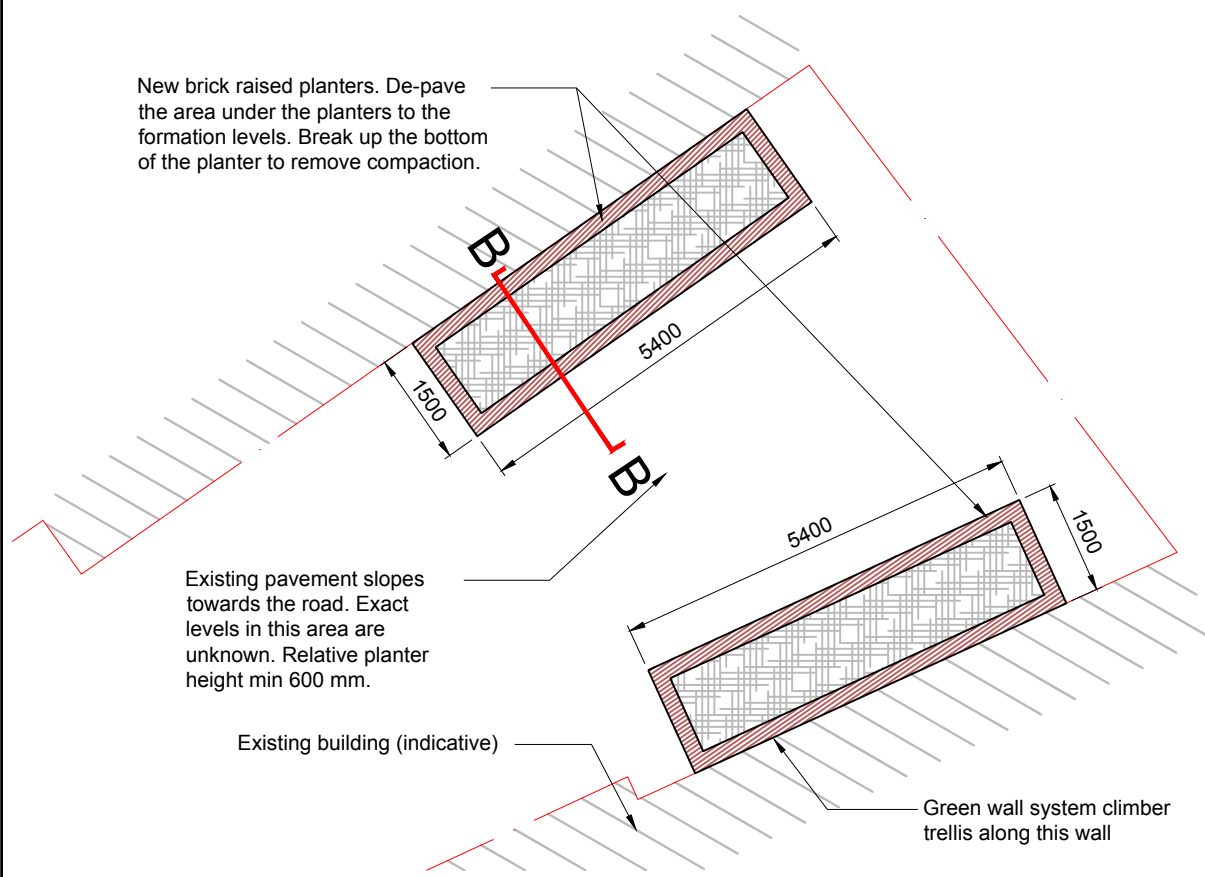 New brick raised planters. De-pave
the area under the planters to the
formation levels. Break up the bottom
of the planter to remove compaction.
B
5400
1500
B
5400
1500
Existing pavement slopes
towards the road. Exact
levels in this area are
unknown. Relative planter
height min 600 mm.
Existing building (indicative)
Green wall system climber
trellis along this wall